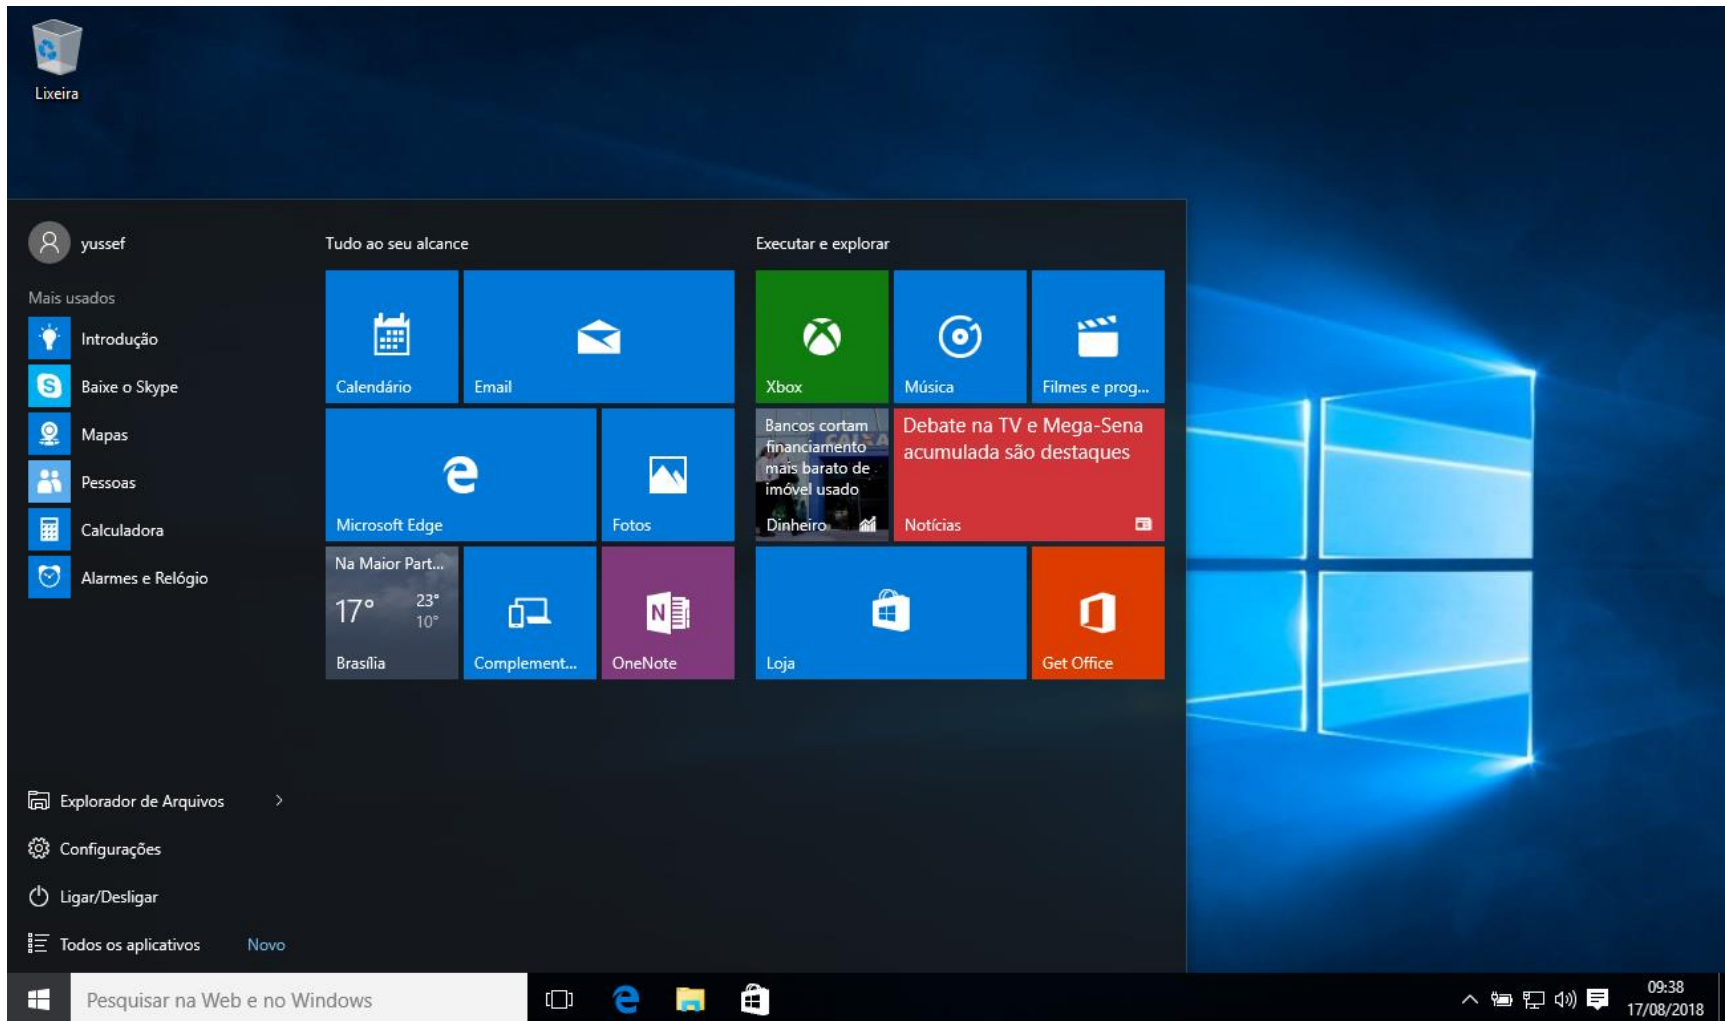 Lixeira
yussef
Mais usados
Introdução
Baixe o Skype
Mapas
Pessoas
Calculadora
Alarmes e Relógio
Explorador de Arquivos
Configurações
Ligar/Desligar
Todos os aplicativos Novo
Tudo ao seu alcance
Calendário
Email
Microsoft Edge
Fotos
Na Maior Part...
17° 23°
10°
Brasília
Complement...
OneNote
Executar e explorar
Xbox
Música
Filmes e prog...
Bancos cortam
financiamento
mais barato de
imóvel usado
Dinheiro
Debate na TV e Mega-Sena
acumulada são destaques
Notícias
Loja
Get Office
Pesquisar na Web e no Windows
09:38
17/08/2018